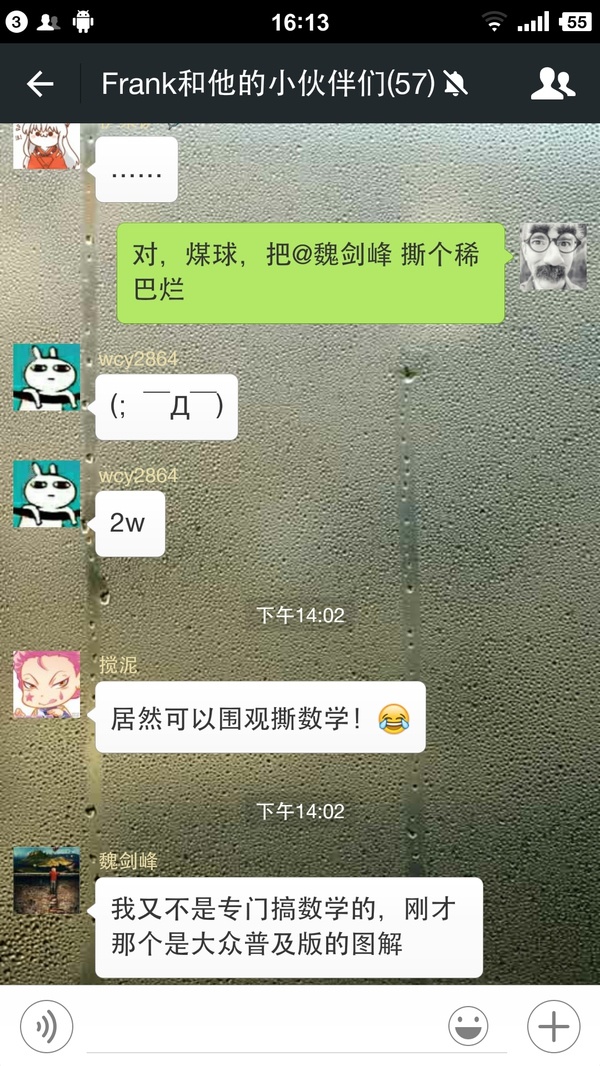 3
16:13
55
Frank和他的小伙伴们(57)
......
对，煤球，把@魏剑峰 撕个稀
巴烂
wcy2864
(; ￣Д￣)
wcy2864
2w
下午14:02
搅泥
居然可以围观撕数学！😂
下午14:02
魏剑峰
我又不是专门搞数学的，刚才
那个是大众普及版的图解